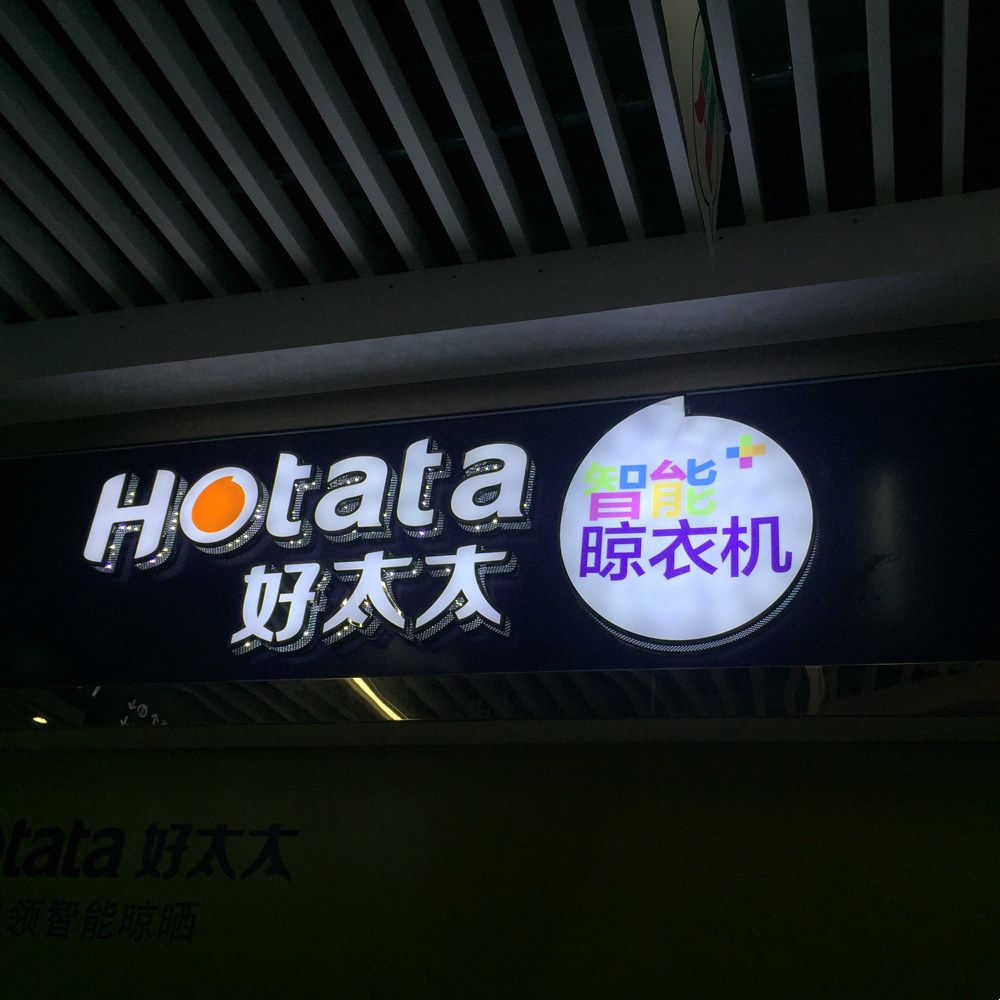 Hotata
好太太
智能+
晾衣机
otata 好太太
领智能晾晒